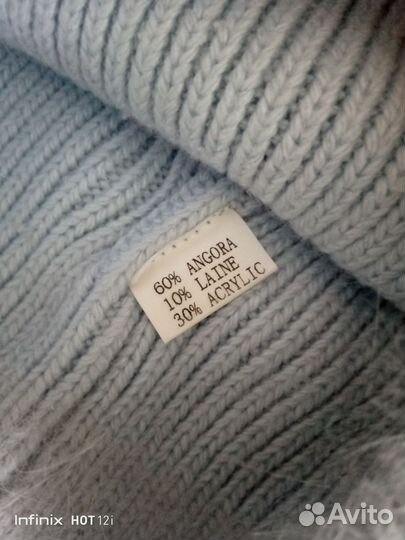 60% ANGORA
10% LAINE
30% ACRYLIC
Infinix HOT 12i
Avito